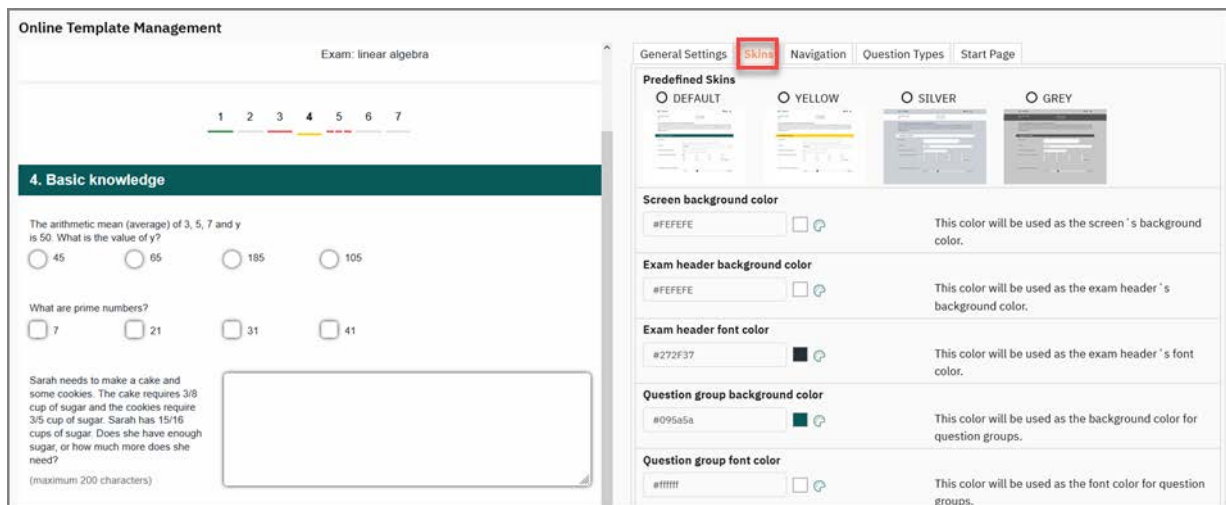 Online Template Management
Exam: linear algebra
1 2 3 4 5 6 7
4. Basic knowledge
The arithmetic mean (average) of 3, 5, 7 and y
is 50. What is the value of y?
45 65 185 105
What are prime numbers?
7 21 31 41
Sarah needs to make a cake and
some cookies. The cake requires 3/8
cup of sugar and the cookies require
3/5 cup of sugar. Sarah has 15/16
cups of sugar. Does she have enough
sugar, or how much more does she
need?
(maximum 200 characters)
General Settings Skins Navigation Question Types Start Page
Predefined Skins
DEFAULT YELLOW SILVER GREY
Screen background color
#FEFEFE
This color will be used as the screen`s background
color.
Exam header background color
#FEFEFE
This color will be used as the exam header`s
background color.
Exam header font color
#272F37
This color will be used as the exam header`s font
color.
Question group background color
#095a5a
This color will be used as the background color for
question groups.
Question group font color
#ffffff
This color will be used as the font color for question
groups.